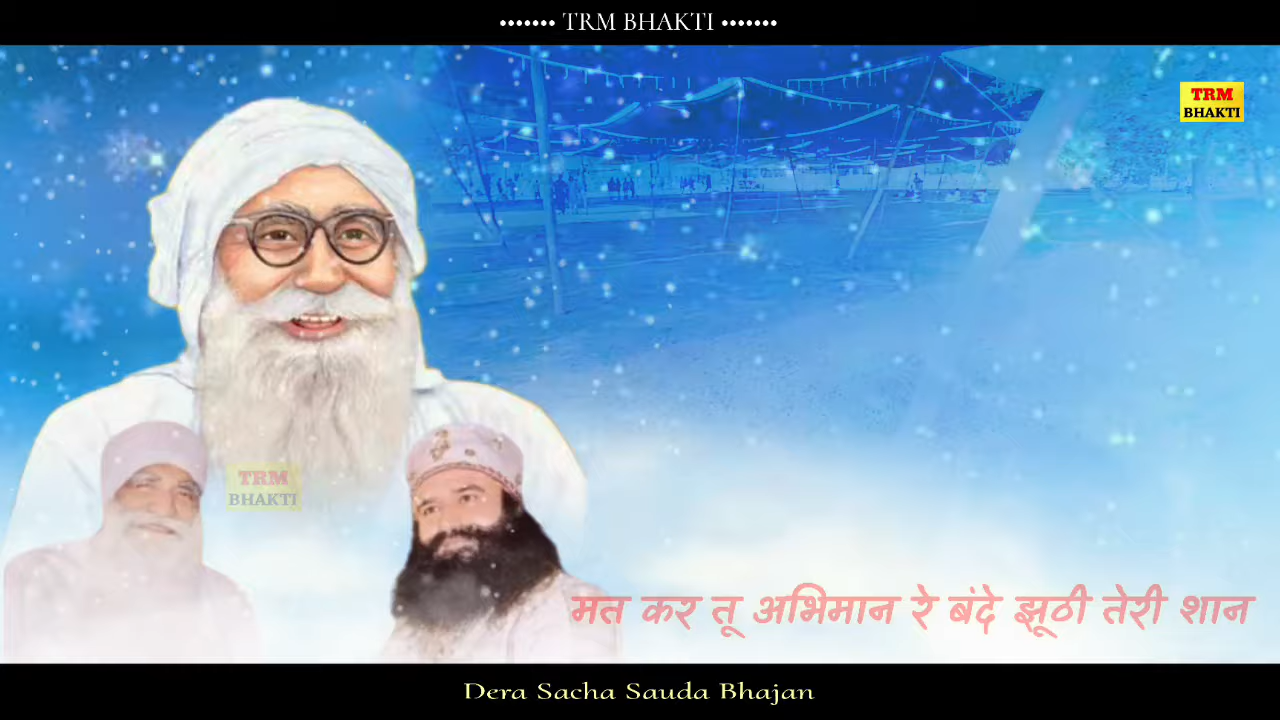 ••••••• TRM BHAKTI •••••••
TRM
BHAKTI
TRM
BHAKTI
मत कर तू अभिमान रे बंदे झूठी तेरी शान
Dera Sacha Sauda Bhajan